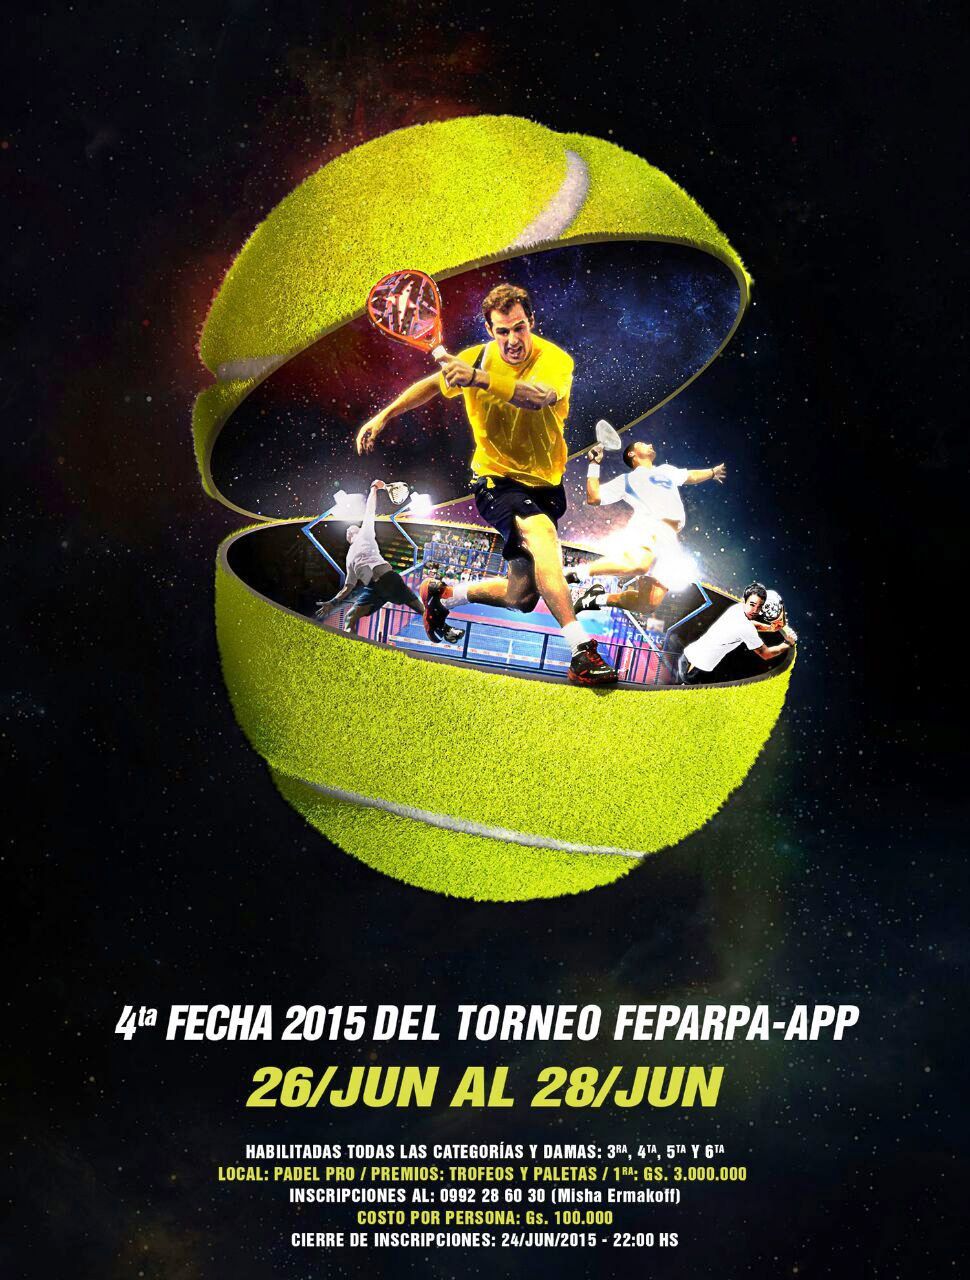 4ta FECHA 2015 DEL TORNEO FEPARPA-APP
26/JUN AL 28/JUN
HABILITADAS TODAS LAS CATEGORÍAS Y DAMAS: 3RA, 4TA, 5TA Y 6TA
LOCAL: PADEL PRO / PREMIOS: TROFEOS Y PALETAS / 1RA: GS. 3.000.000
INSCRIPCIONES AL: 0992 28 60 30 (Misha Ermakoff)
COSTO POR PERSONA: Gs. 100.000
CIERRE DE INSCRIPCIONES: 24/JUN/2015 - 22:00 HS